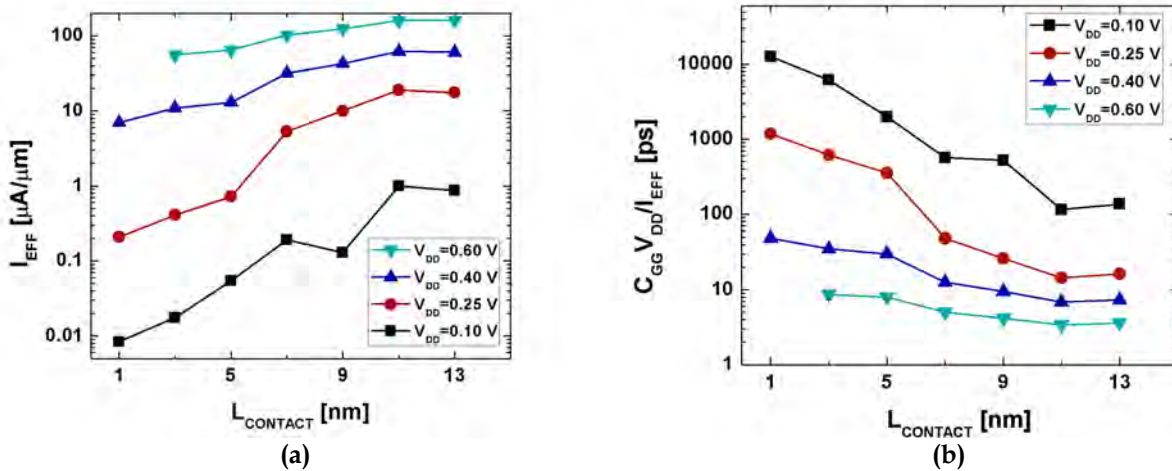 I_EFF [μA/μm]
100
10
1
0.1
0.01
V_DD=0.60 V
V_DD=0.40 V
V_DD=0.25 V
V_DD=0.10 V
1 5 9 13
L_CONTACT [nm]
(a)
C_GG V_DD/I_EFF [ps]
10000
1000
100
10
1
V_DD=0.10 V
V_DD=0.25 V
V_DD=0.40 V
V_DD=0.60 V
1 5 9 13
L_CONTACT [nm]
(b)